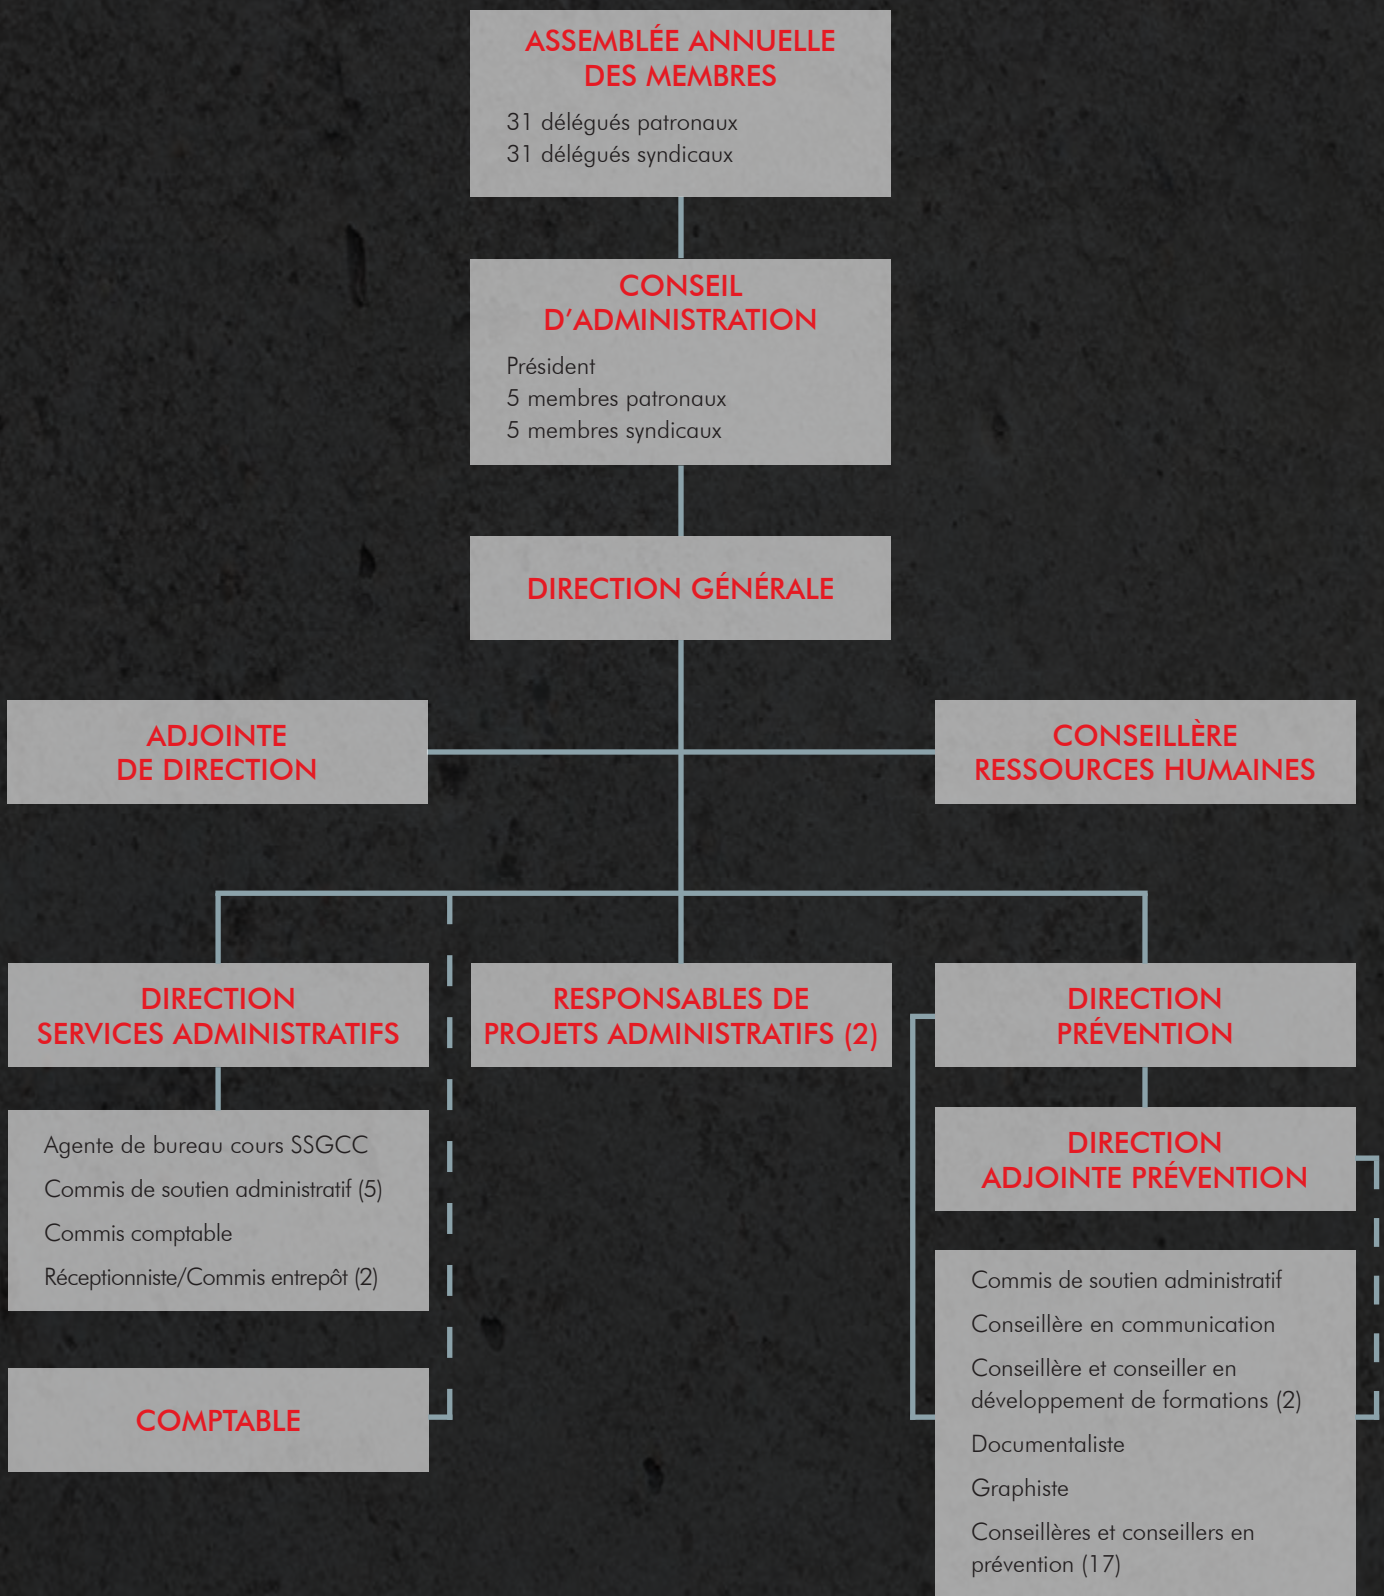 ASSEMBLÉE ANNUELLE
DES MEMBRES
31 délégués patronaux
31 délégués syndicaux
CONSEIL
D’ADMINISTRATION
Président
5 membres patronaux
5 membres syndicaux
DIRECTION GÉNÉRALE
ADJOINTE
DE DIRECTION
CONSEILLÈRE
RESSOURCES HUMAINES
DIRECTION
SERVICES ADMINISTRATIFS
RESPONSABLES DE
PROJETS ADMINISTRATIFS (2)
DIRECTION
PRÉVENTION
Agente de bureau cours SSGCC
Commis de soutien administratif (5)
Commis comptable
Réceptionniste/Commis entrepôt (2)
COMPTABLE
DIRECTION
ADJOINTE PRÉVENTION
Commis de soutien administratif
Conseillère en communication
Conseillère et conseiller en
développement de formations (2)
Documentaliste
Graphiste
Conseillères et conseillers en
prévention (17)